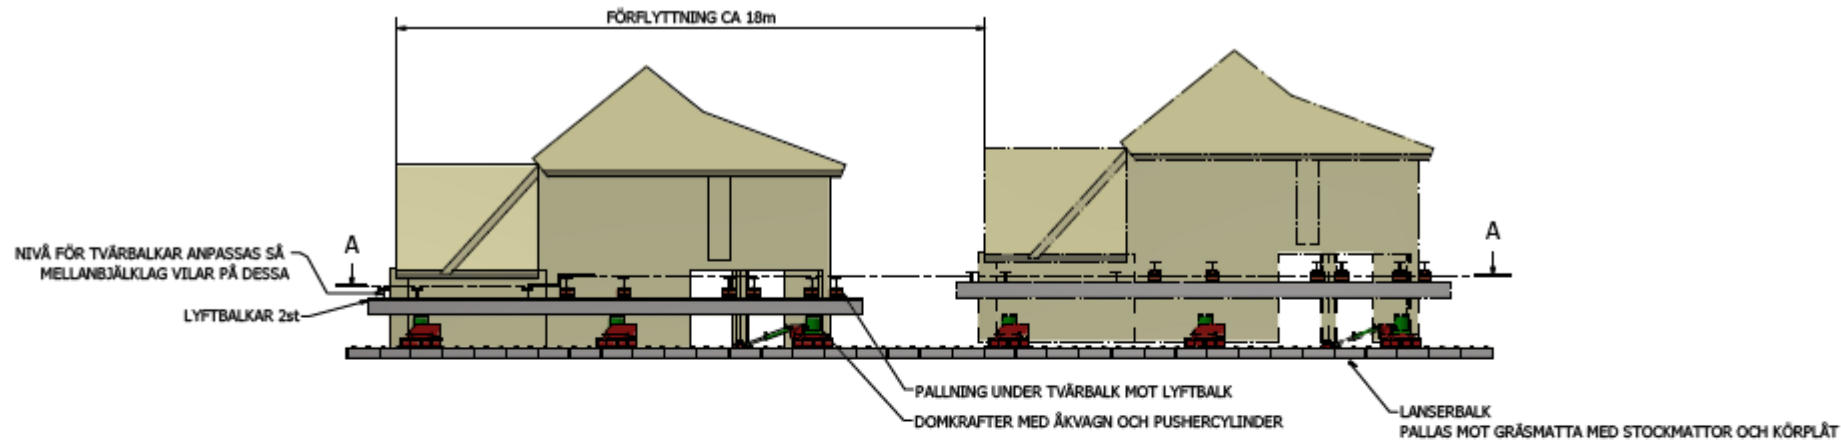 FÖRFLYTTNING CA 18m
A
A
NIVÅ FÖR TVÄRBALKAR ANPASSAS SÅ
MELLANBJÄLKLAG VILAR PÅ DESSA
LYFTBALKAR 2st
PALLNING UNDER TVÄRBALK MOT LYFTBALK
DOMKRAFTER MED ÅKVAGN OCH PUSHERCYLINDER
LANSERBALK
PALLAS MOT GRÄSMATTA MED STOCKMATTOR OCH KÖRPLÅT